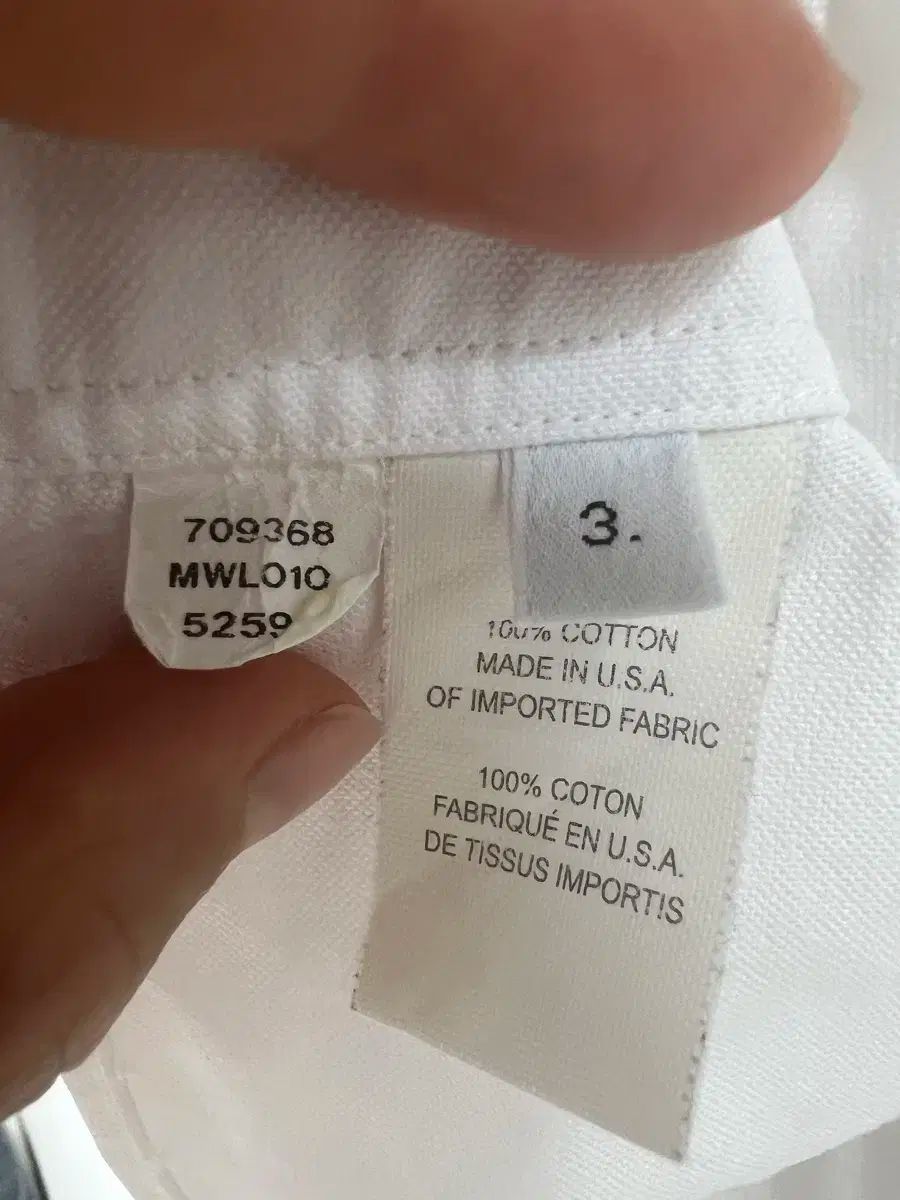 709368
MWL010
5259
3.
100% COTTON
MADE IN U.S.A.
OF IMPORTED FABRIC
100% COTON
FABRIQUÉ EN U.S.A.
DE TISSUS IMPORTIS